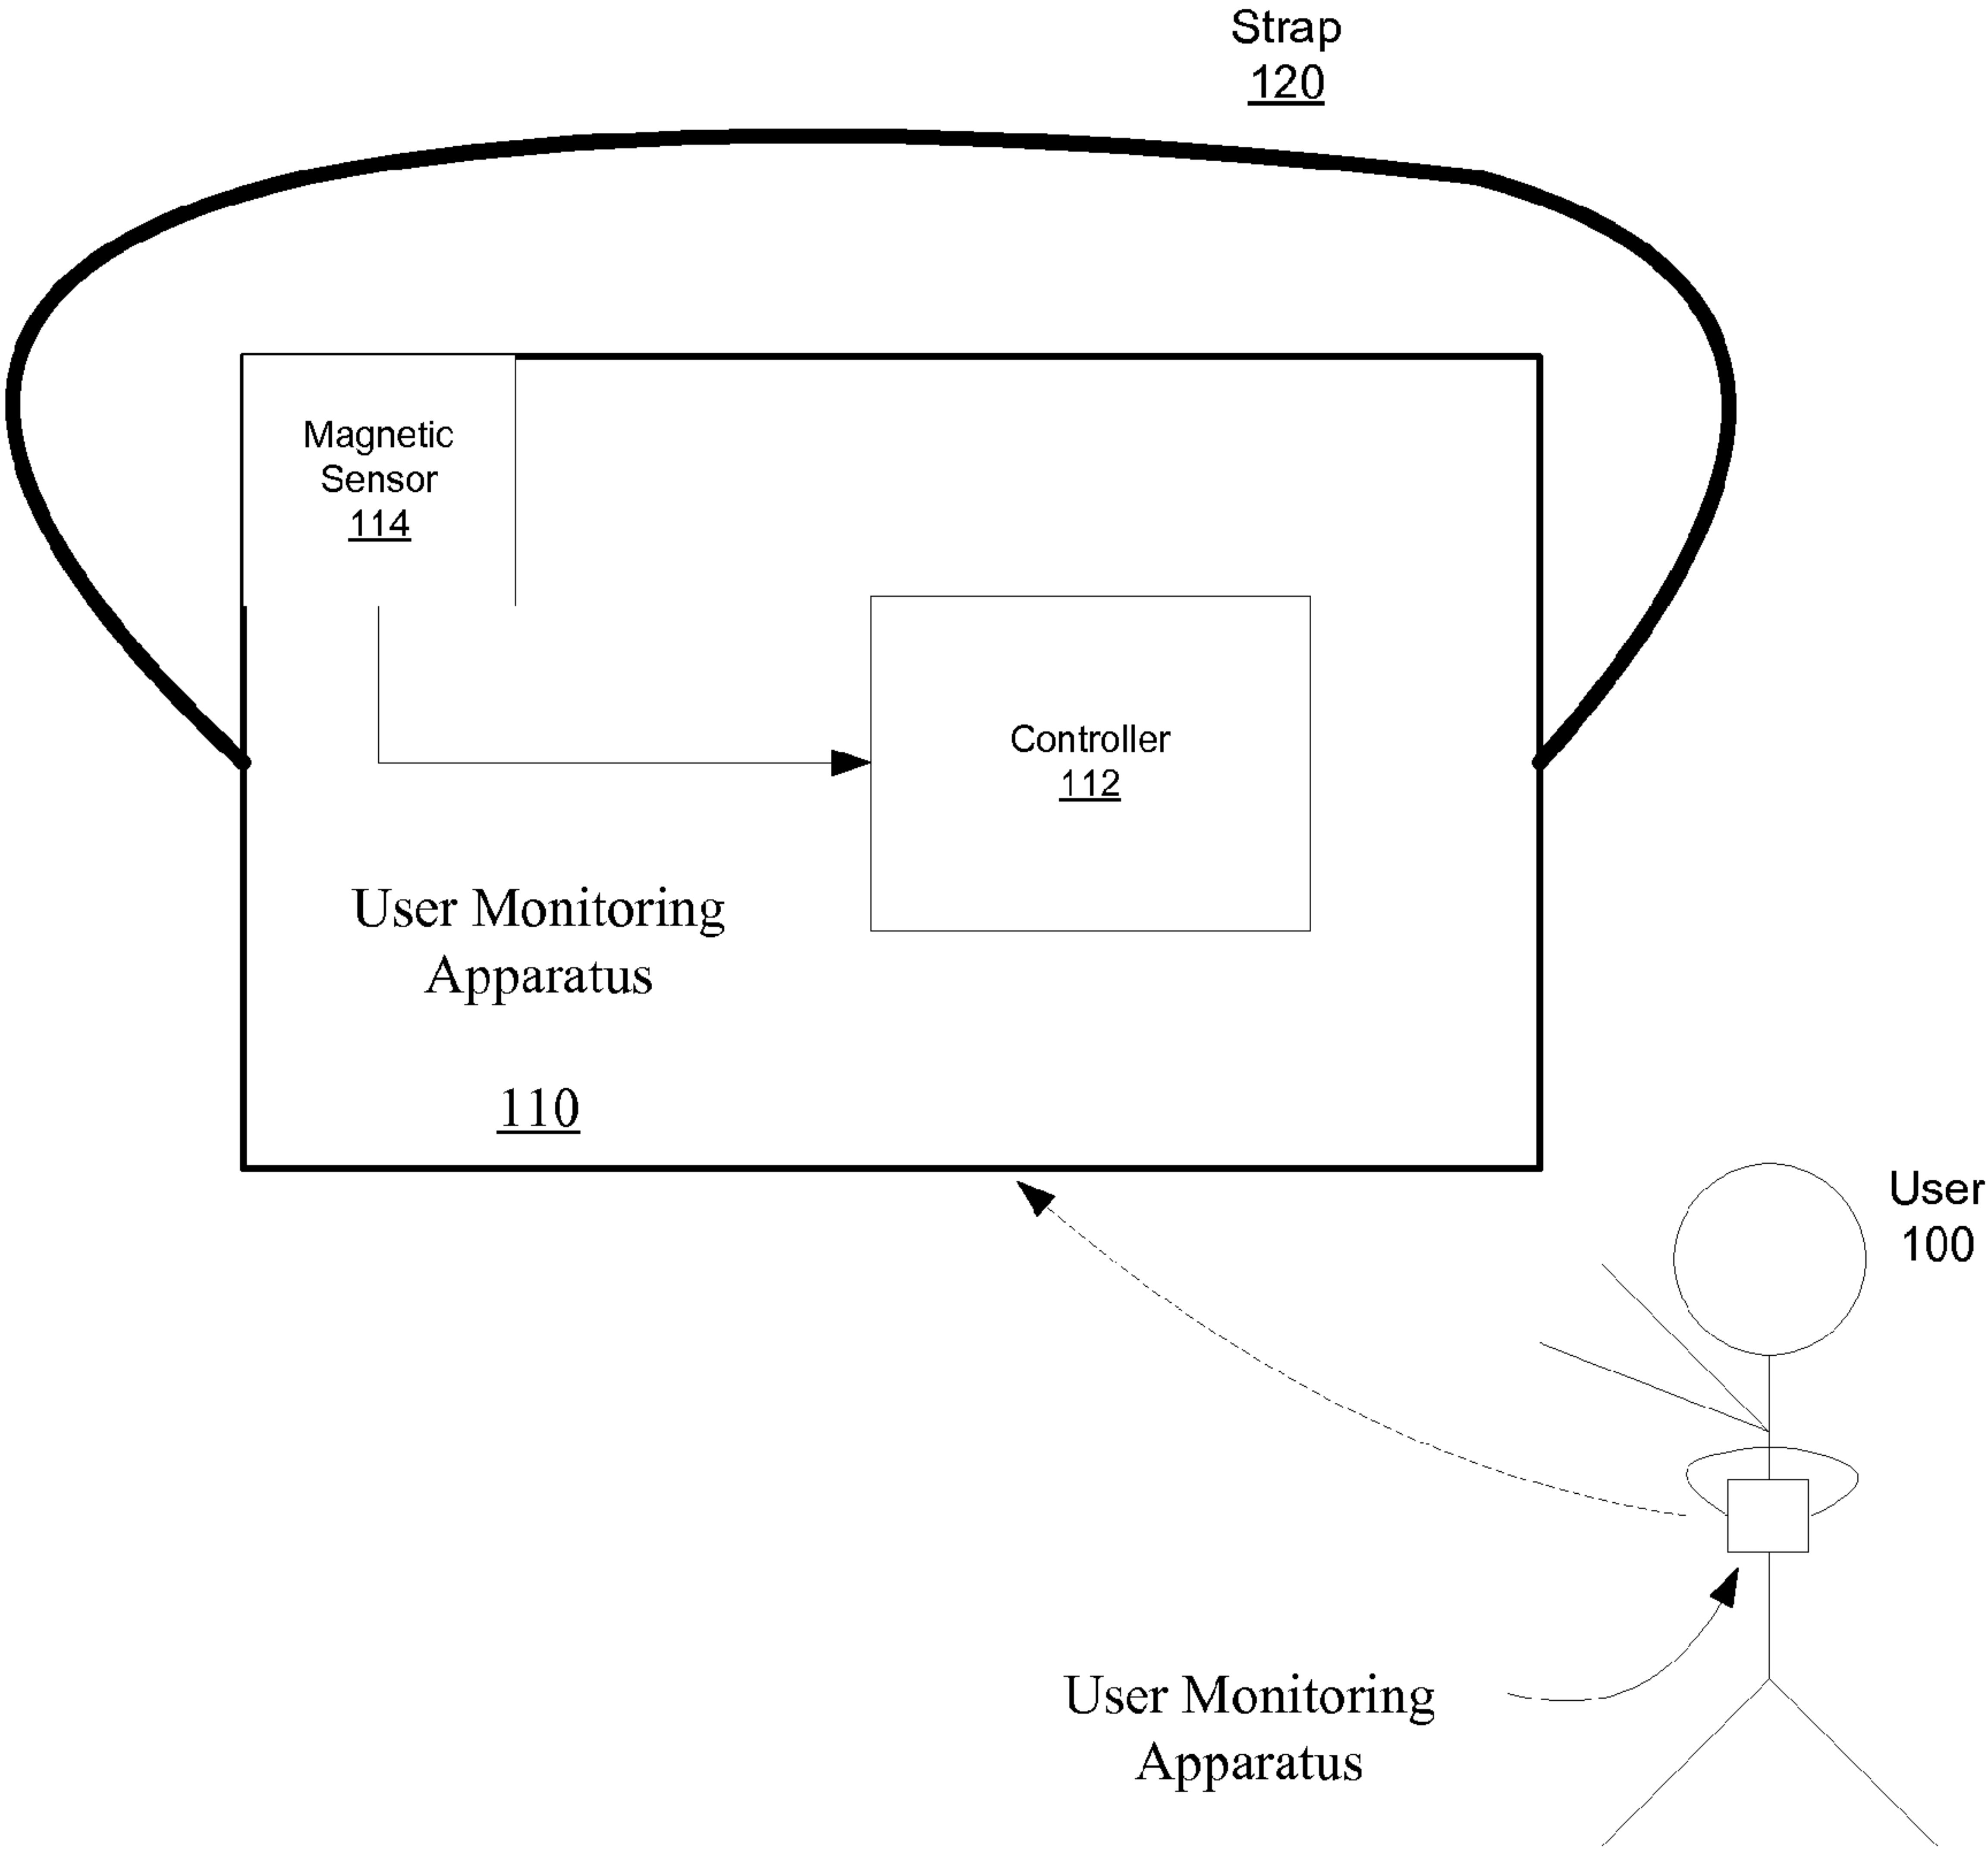 Strap
120
Magnetic
Sensor
114
Controller
112
User Monitoring
Apparatus
110
User
100
User Monitoring
Apparatus